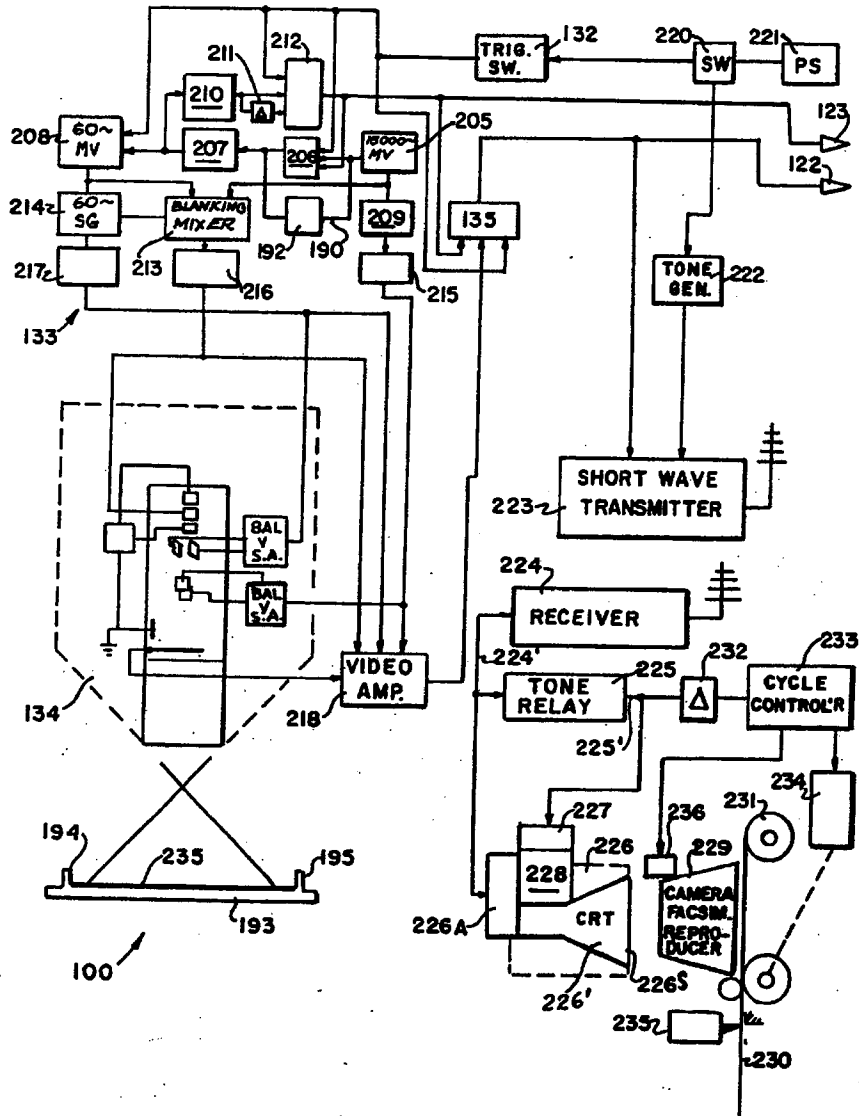 212
132
220
221
TRIG.
SW.
SW
PS
211
210
Δ
123
208
60~
MV
207
206
15000~
MV
205
122
214
60~
SG
BLANKING
MIXER
192
190
209
135
217
213
216
215
TONE
GEN.
222
133
SHORT WAVE
TRANSMITTER
223
BAL
V
S.A.
BAL
V
S.A.
224
RECEIVER
224'
232
233
VIDEO
AMP.
218
225
TONE
RELAY
225'
Δ
CYCLE
CONTROL'R
134
234
227
236
231
194
235
195
226
229
228
193
226A
CRT
CAMERA
FACSIM.
REPRO-
DUCER
100
226'
226S
235
230